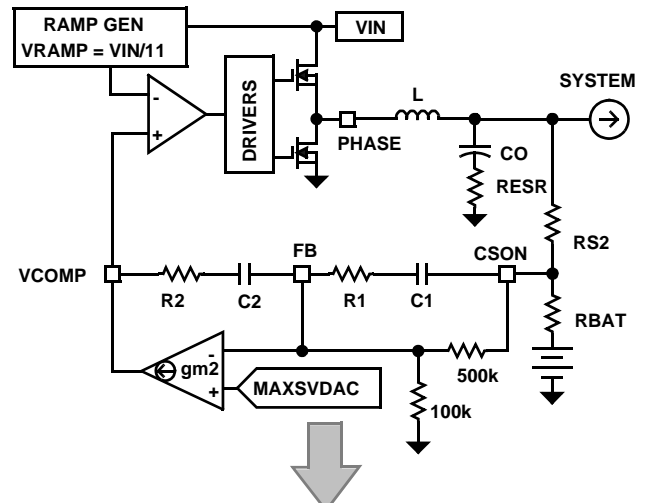 RAMP GEN
VRAMP = VIN/11
VIN
-
+
DRIVERS
PHASE
L
SYSTEM
CO
RESR
RS2
VCOMP
R2
C2
FB
R1
C1
CSON
RBAT
-
gm2
+
MAXSVDAC
500k
100k